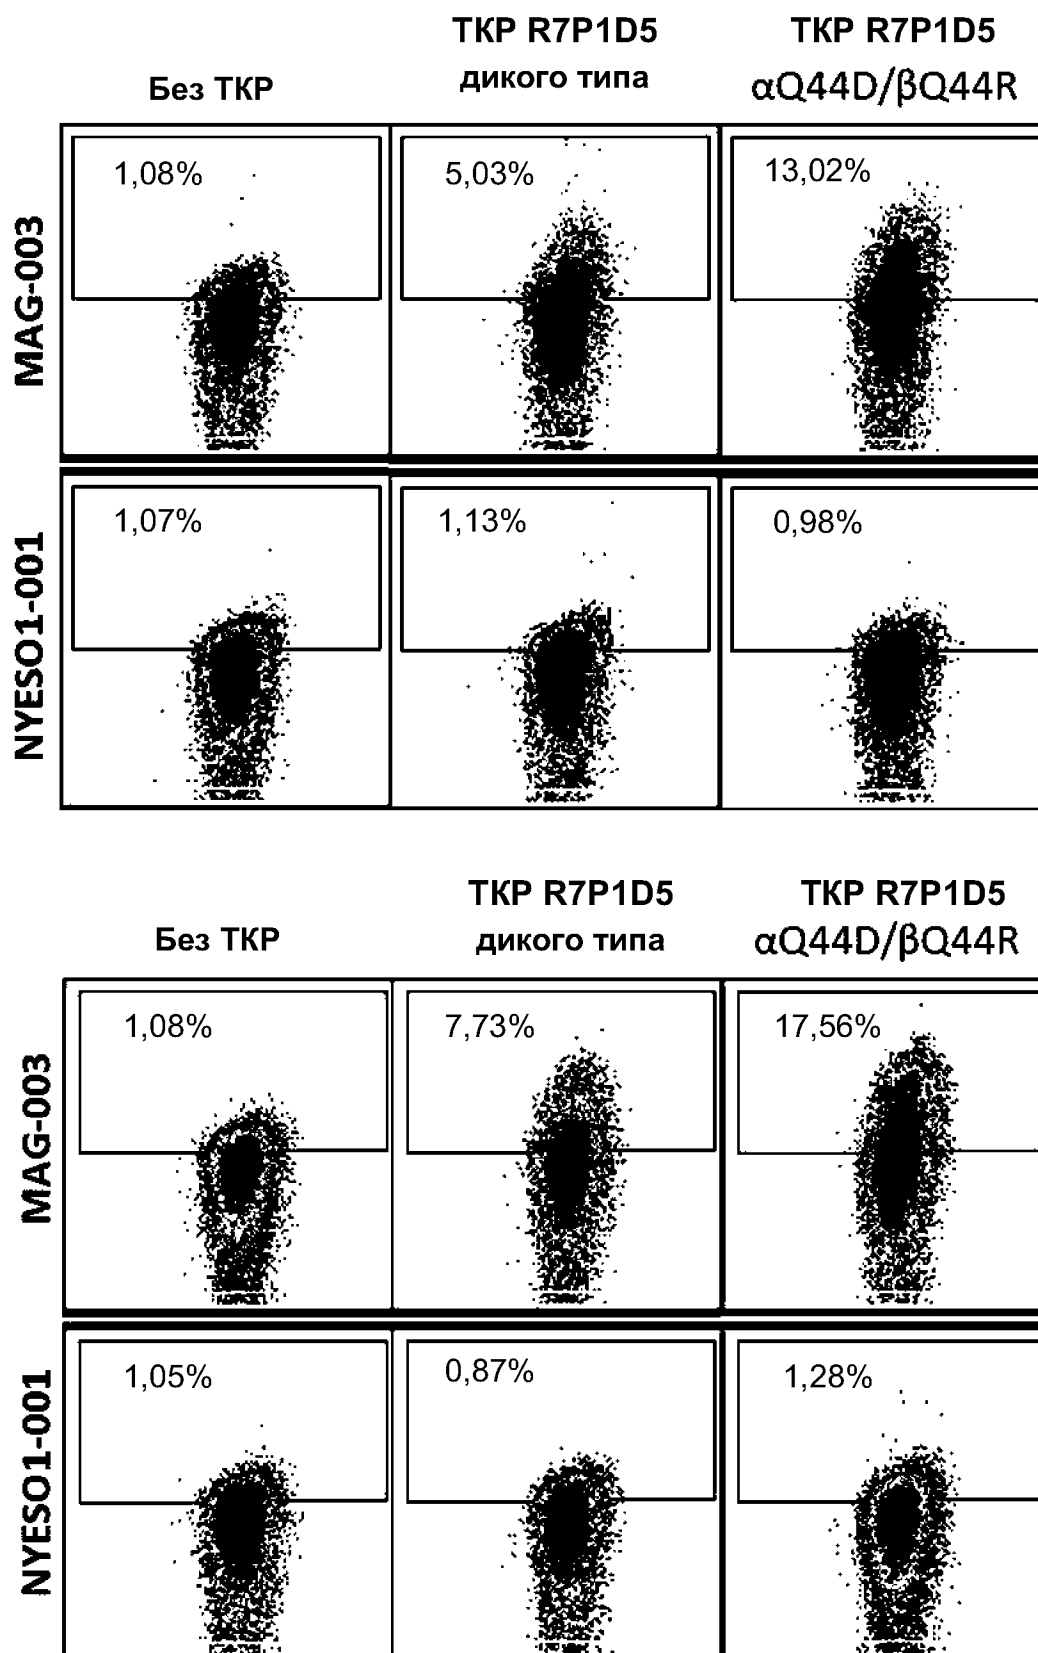 ТКР R7P1D5 ТКР R7P1D5
Без ТКР дикого типа αQ44D/βQ44R
MAG-003
1,08% 5,03% 13,02%
NYESO1-001
1,07% 1,13% 0,98%
ТКР R7P1D5 ТКР R7P1D5
Без ТКР дикого типа αQ44D/βQ44R
MAG-003
1,08% 7,73% 17,56%
NYESO1-001
1,05% 0,87% 1,28%